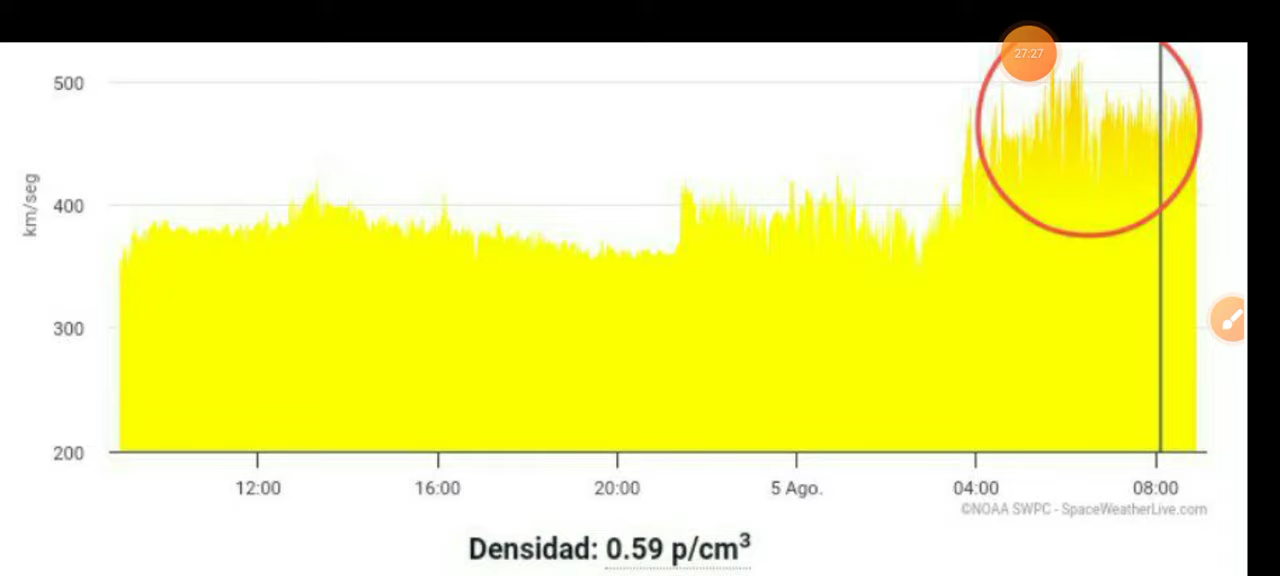 27:27
500
400
km/seg
300
200
12:00 16:00 20:00 5 Ago. 04:00 08:00
©NOAA SWPC - SpaceWeatherLive.com
Densidad: 0.59 p/cm³